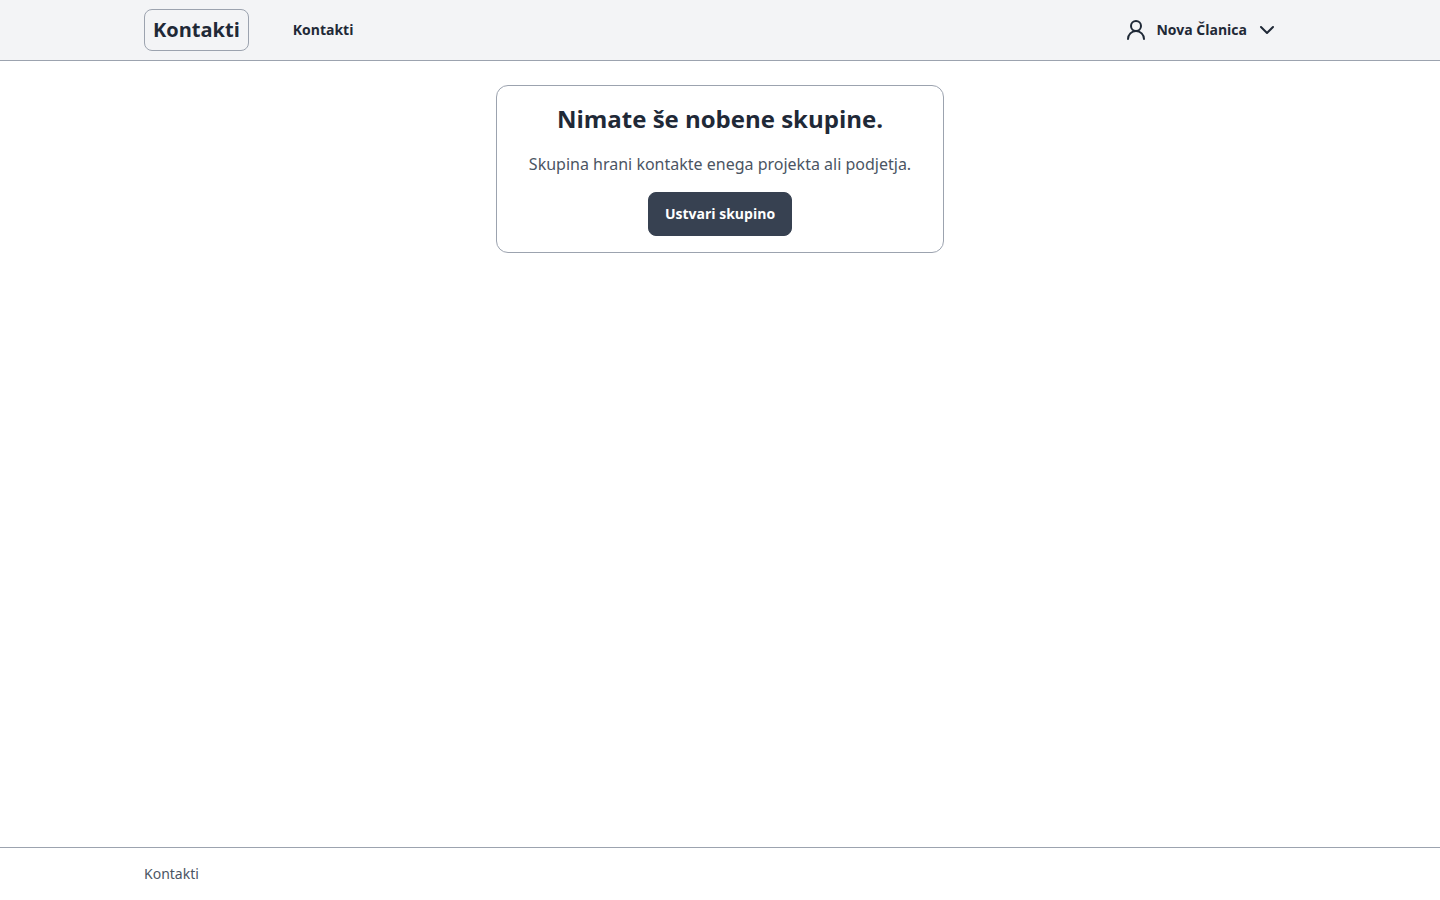 Kontakti
Kontakti
Nova Članica
Nimate še nobene skupine.
Skupina hrani kontakte enega projekta ali podjetja.
Ustvari skupino
Kontakti